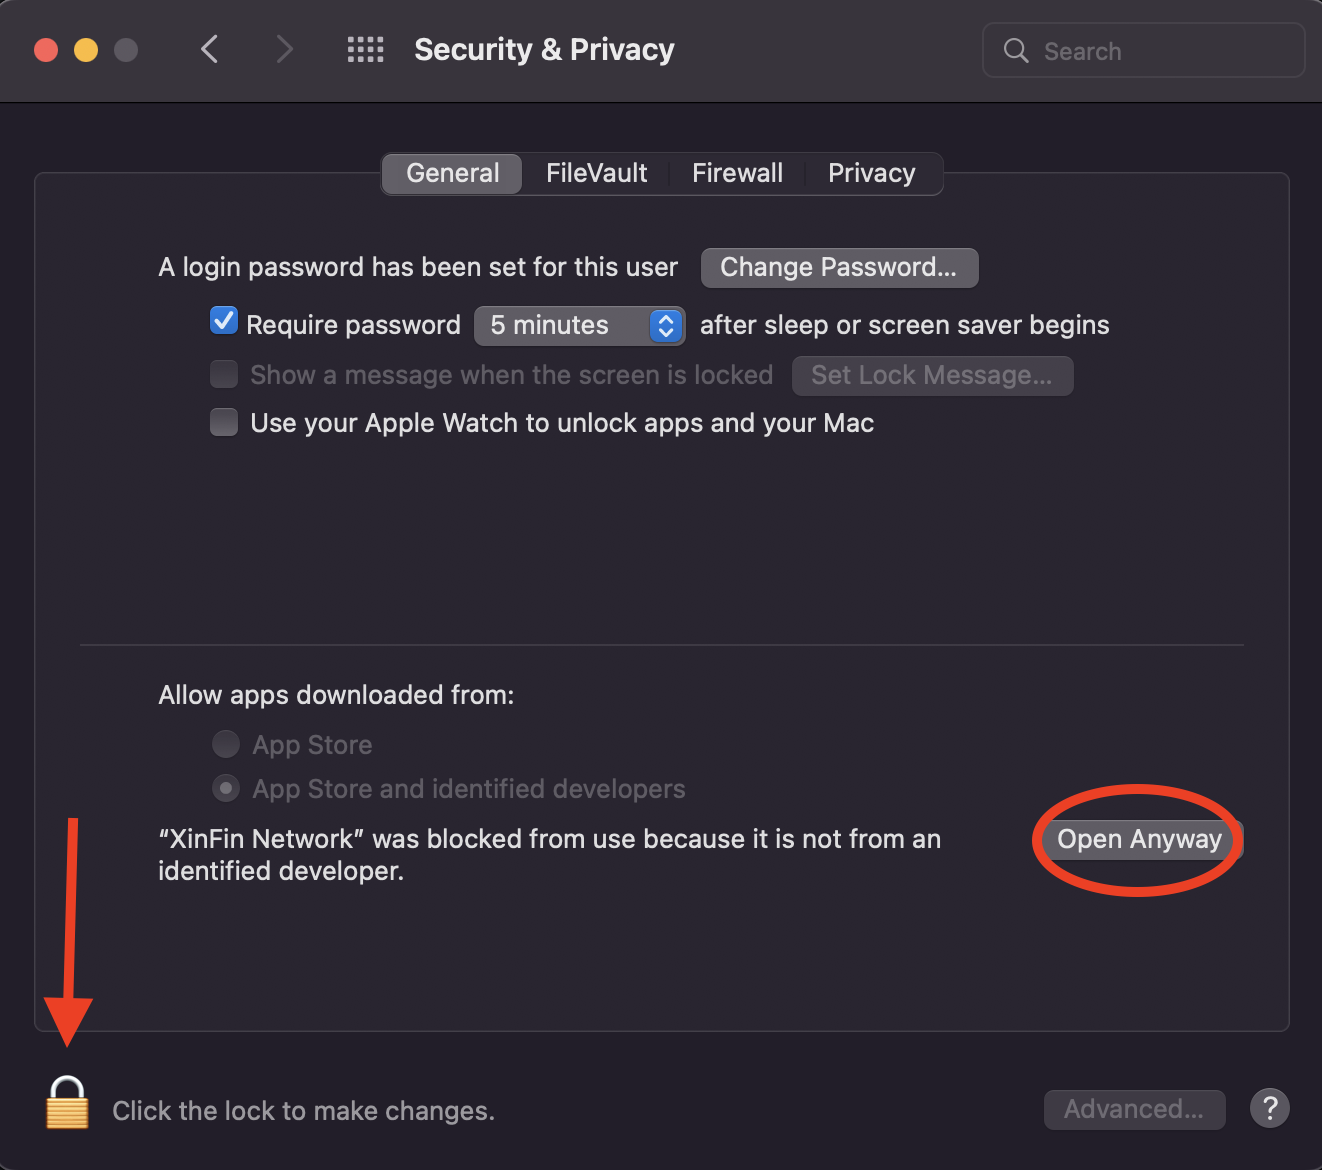 Security & Privacy
Search
General
FileVault
Firewall
Privacy
A login password has been set for this user
Change Password...
Require password
5 minutes
after sleep or screen saver begins
Show a message when the screen is locked
Set Lock Message...
Use your Apple Watch to unlock apps and your Mac
Allow apps downloaded from:
App Store
App Store and identified developers
“XinFin Network” was blocked from use because it is not from an
identified developer.
Open Anyway
Click the lock to make changes.
Advanced...
?